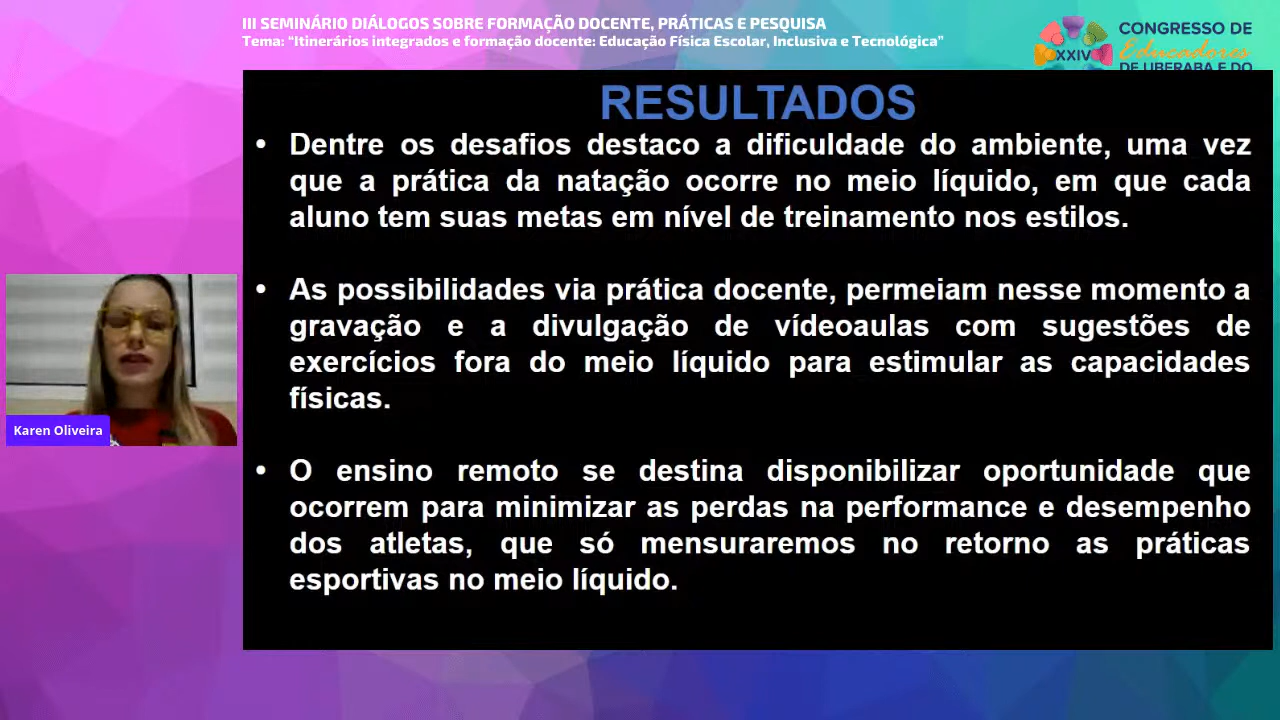 III SEMINÁRIO DIÁLOGOS SOBRE FORMAÇÃO DOCENTE, PRÁTICAS E PESQUISA
Tema: “Itinerários integrados e formação docente: Educação Física Escolar, Inclusiva e Tecnológica”
XXIV
CONGRESSO DE
Educadores
DE UBERABA E DO
RESULTADOS
• Dentre os desafios destaco a dificuldade do ambiente, uma vez
que a prática da natação ocorre no meio líquido, em que cada
aluno tem suas metas em nível de treinamento nos estilos.
• As possibilidades via prática docente, permeiam nesse momento a
gravação e a divulgação de vídeoaulas com sugestões de
exercícios fora do meio líquido para estimular as capacidades
físicas.
• O ensino remoto se destina disponibilizar oportunidade que
ocorrem para minimizar as perdas na performance e desempenho
dos atletas, que só mensuraremos no retorno as práticas
esportivas no meio líquido.
Karen Oliveira